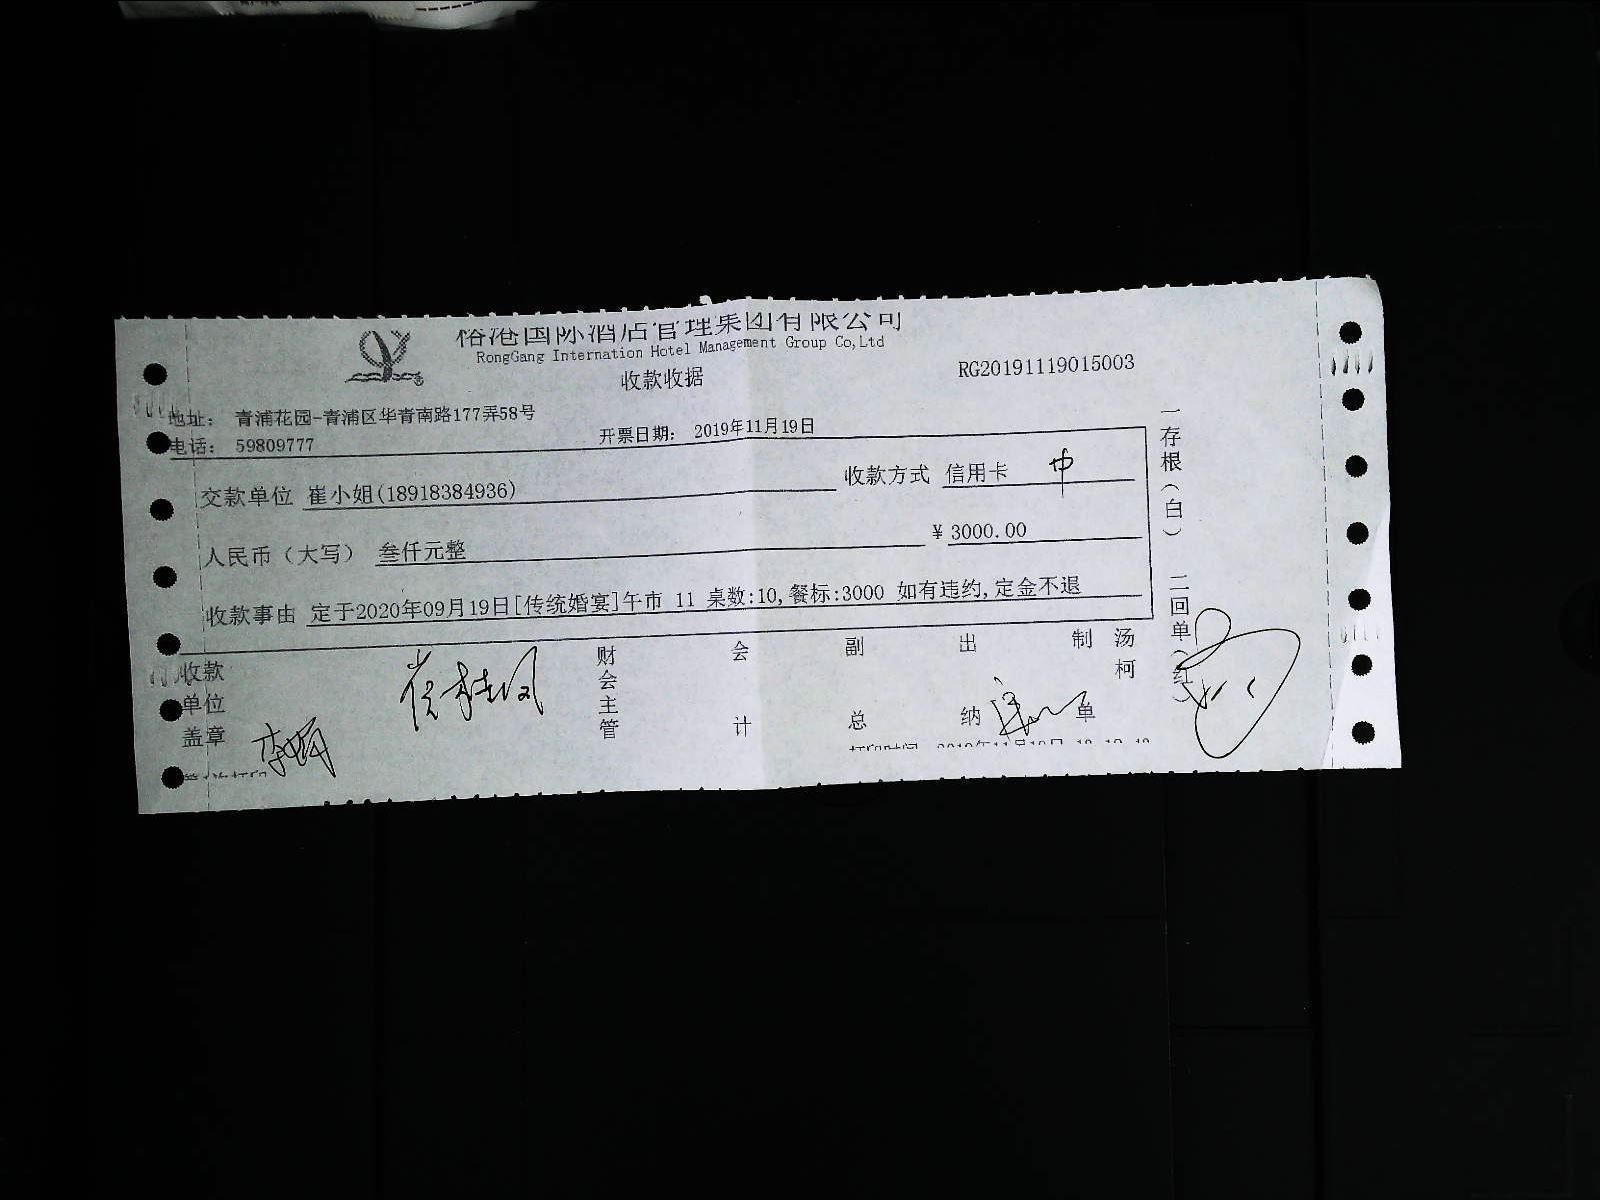 裕港国际酒店管理集团有限公司
RongGang Internation Hotel Management Group Co,Ltd
收款收据
RG20191119015003
地址： 青浦花园-青浦区华青南路177弄58号
电话： 59809777
开票日期： 2019年11月19日
交款单位 崔小姐(18918384936)
收款方式 信用卡 中
人民币（大写） 叁仟元整
¥ 3000.00
收款事由 定于2020年09月19日[传统婚宴]午市 11 桌数:10,餐标:3000 如有违约,定金不退
一存根（白） 二回单（红）
收款单位盖章
财会主管
会计
副总
出纳
制单
汤柯
打印时间